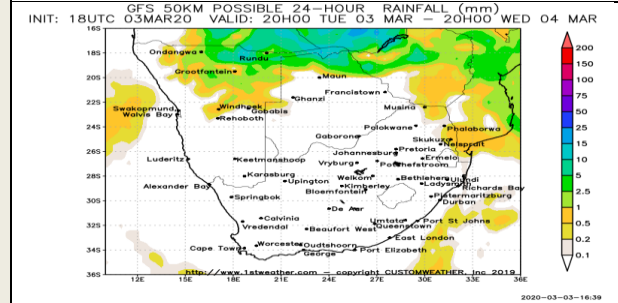 GFS 50KM POSSIBLE 24-HOUR RAINFALL (mm)
INIT: 18UTC 03MAR20 VALID: 20H00 TUE 03 MAR – 20H00 WED 04 MAR
16S
200
Ondangwa
Rundu
150
18S
Grootfontein
100
20S
Maun
75
Francistown
Ghanzi
50
22S
Swakopmund
Windhoek
Gobabis
Musina
Walvis Bay
Rehoboth
25
24S
Polokwane
Phalaborwa
15
Gaborone
Skukuza
Pretoria
Nelspruit
10
26S
Johannesburg
Ermelo
Luderitz
Keetmanshoop
Vryburg
Potchefstroom
5
28S
Karasburg
Upington
Welkom
Bethlehem
Ulundi
2.5
Alexander Bay
Kimberley
Ladysmith
Richards Bay
Bloemfontein
Pietermaritzburg
1
30S
Springbok
Durban
De Aar
0.5
Calvinia
Umtata
Port St Johns
32S
Vredendal
Beaufort West
Queenstown
0.2
East London
Cape Town
Worcester
Oudtshoorn
0.1
34S
George
Port Elizabeth
http://www.1stweather.com – copyright CUSTOMWEATHER, Inc 2019
36S
12E 15E 18E 21E 24E 27E 30E 33E 36E
2020-03-03-16:39